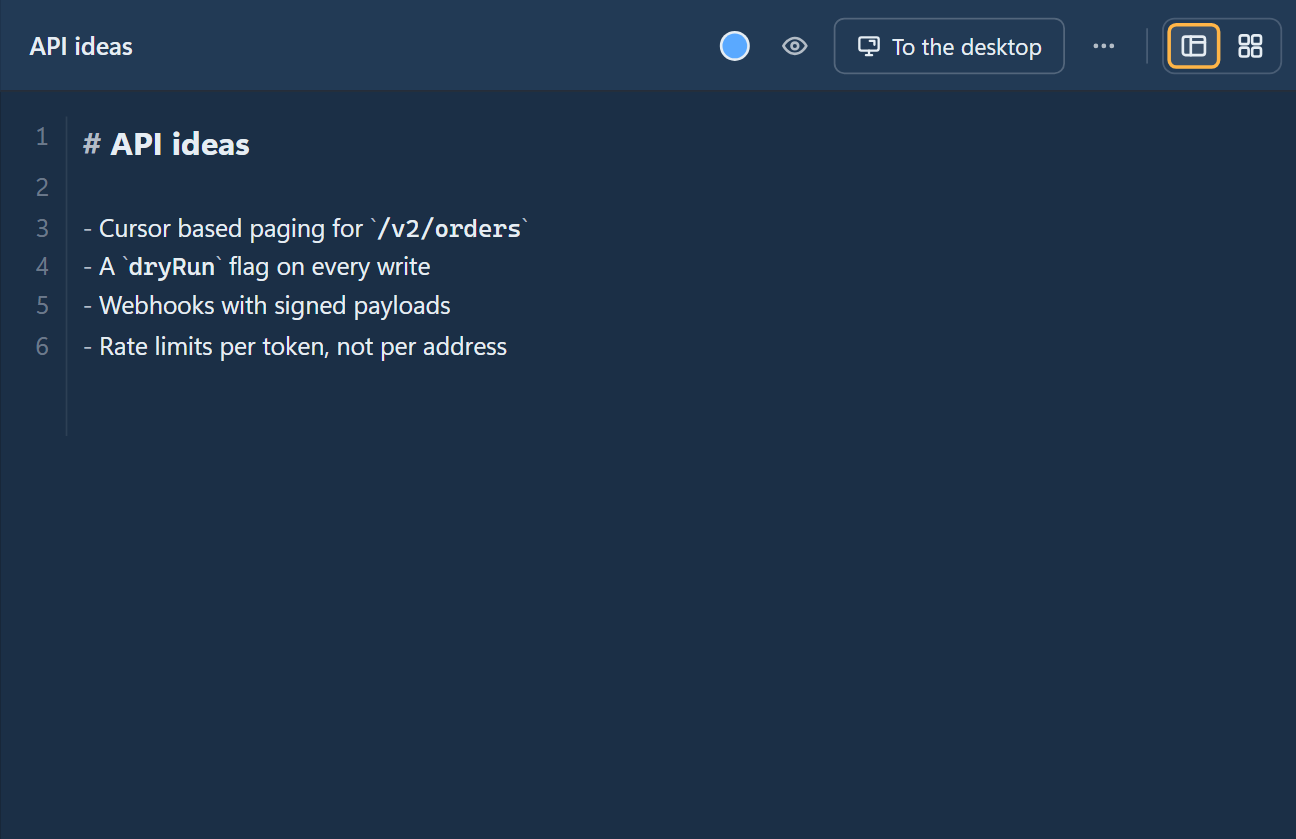 API ideas
To the desktop
1 # API ideas
2
3 - Cursor based paging for `/v2/orders`
4 - A `dryRun` flag on every write
5 - Webhooks with signed payloads
6 - Rate limits per token, not per address